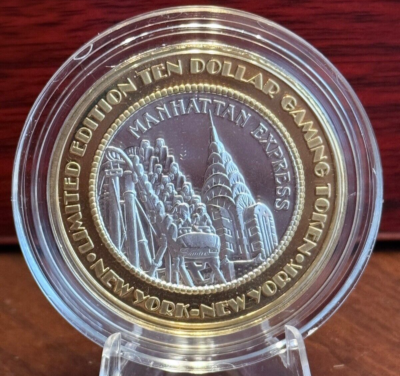 LIMITED EDITION TEN DOLLAR GAMING TOKEN
MANHATTAN EXPRESS
• NEW YORK-NEW YORK •